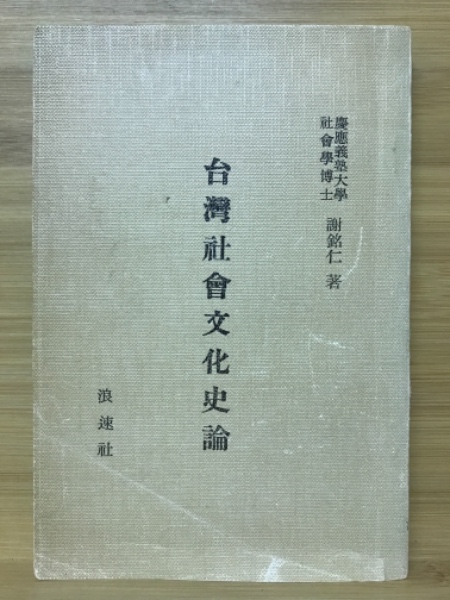 慶應義塾大學
社會學博士
謝銘仁 著
台灣社會文化史論
浪速社